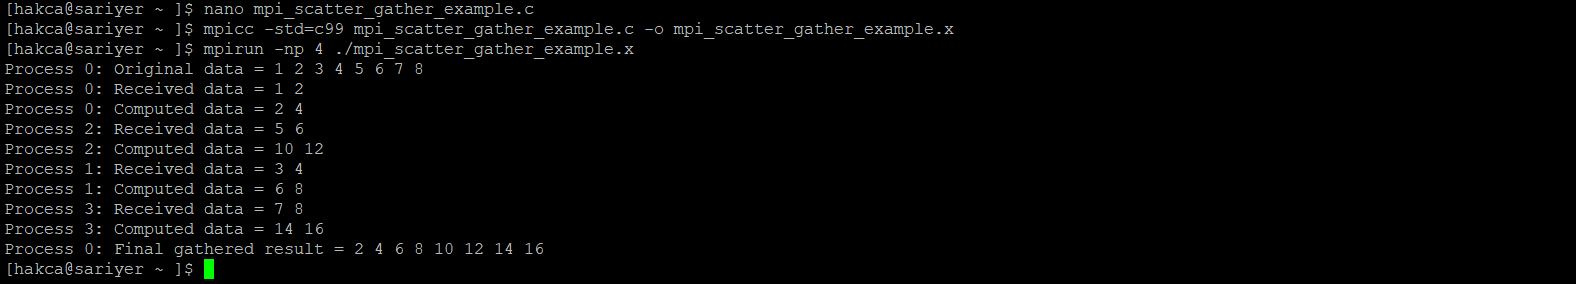 [hakca@sariyer ~ ]$ nano mpi_scatter_gather_example.c
[hakca@sariyer ~ ]$ mpicc -std=c99 mpi_scatter_gather_example.c -o mpi_scatter_gather_example.x
[hakca@sariyer ~ ]$ mpirun -np 4 ./mpi_scatter_gather_example.x
Process 0: Original data = 1 2 3 4 5 6 7 8
Process 0: Received data = 1 2
Process 0: Computed data = 2 4
Process 2: Received data = 5 6
Process 2: Computed data = 10 12
Process 1: Received data = 3 4
Process 1: Computed data = 6 8
Process 3: Received data = 7 8
Process 3: Computed data = 14 16
Process 0: Final gathered result = 2 4 6 8 10 12 14 16
[hakca@sariyer ~ ]$